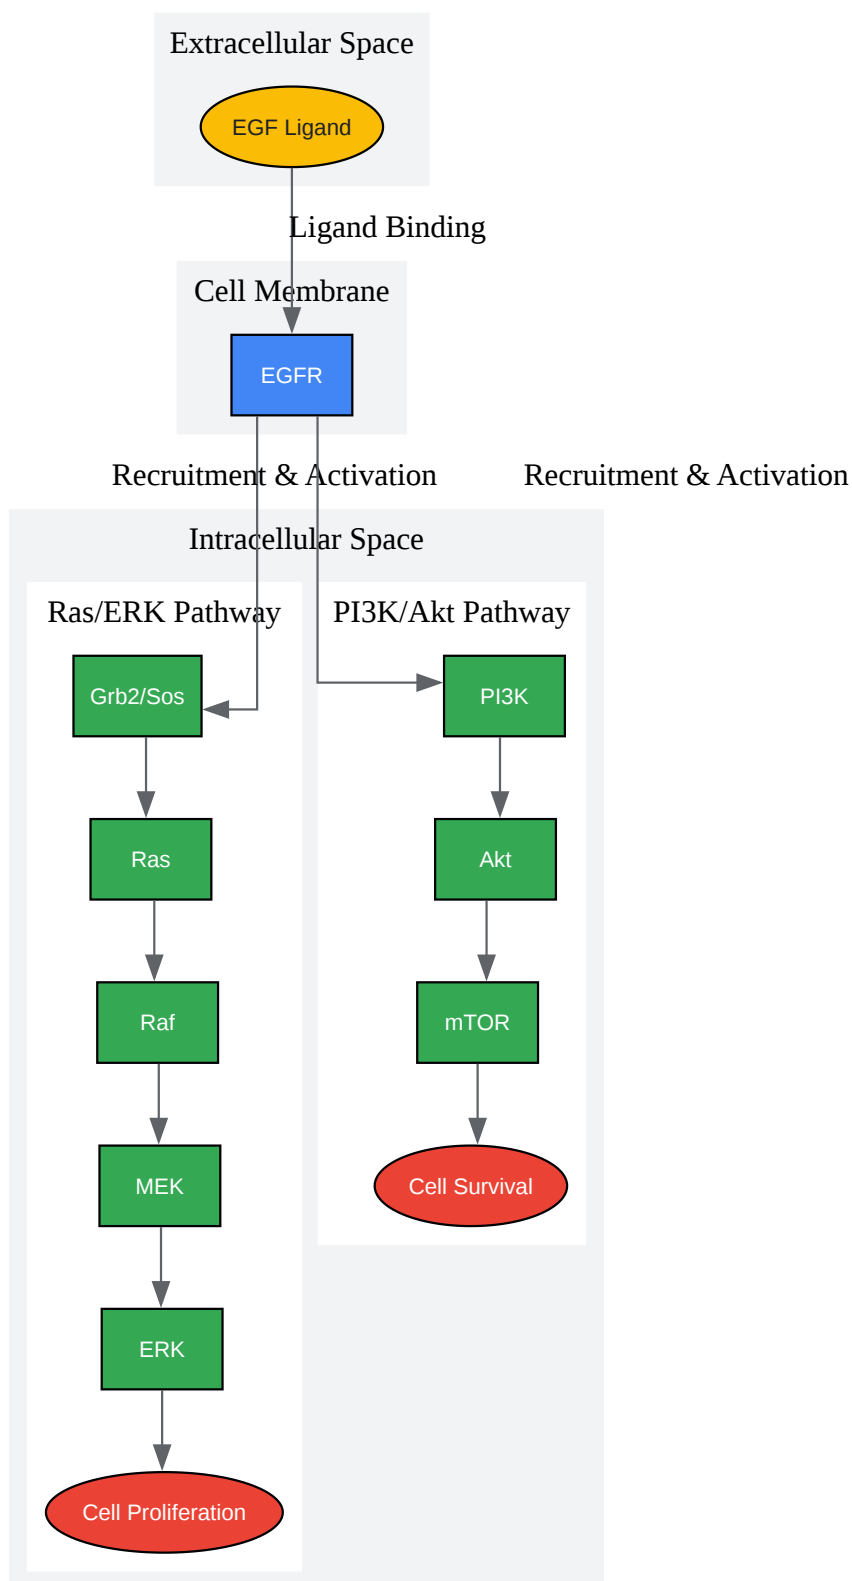 Extracellular Space
EGF Ligand
Ligand Binding
Cell Membrane
EGFR
Recruitment & Activation
Recruitment & Activation
Intracellular Space
Ras/ERK Pathway
PI3K/Akt Pathway
Grb2/Sos
PI3K
Ras
Akt
Raf
mTOR
MEK
Cell Survival
ERK
Cell Proliferation